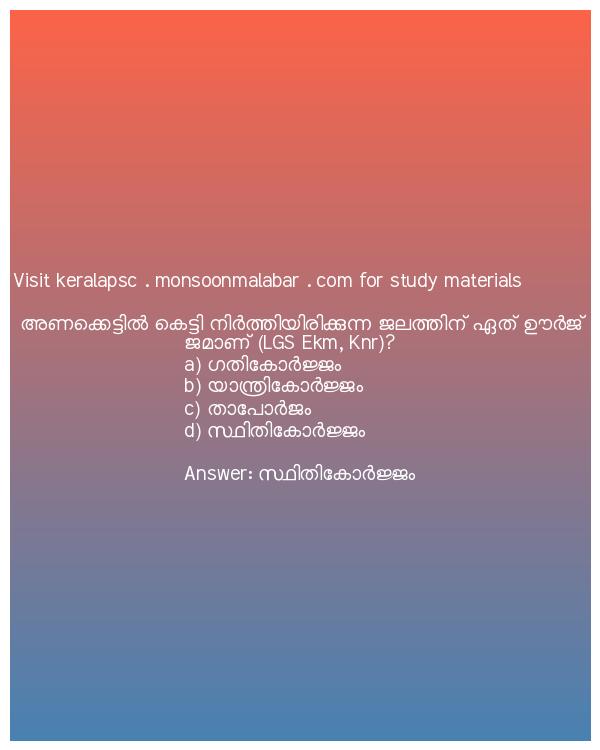 Visit keralapsc . monsoonmalabar . com for study materials
അണക്കെട്ടിൽ കെട്ടി നിർത്തിയിരിക്കുന്ന ജലത്തിന് ഏത് ഊർജ്
ജമാണ് (LGS Ekm, Knr)?
a) ഗതികോർജ്ജം
b) യാന്ത്രികോർജ്ജം
c) താപോർജം
d) സ്ഥിതികോർജ്ജം
Answer: സ്ഥിതികോർജ്ജം